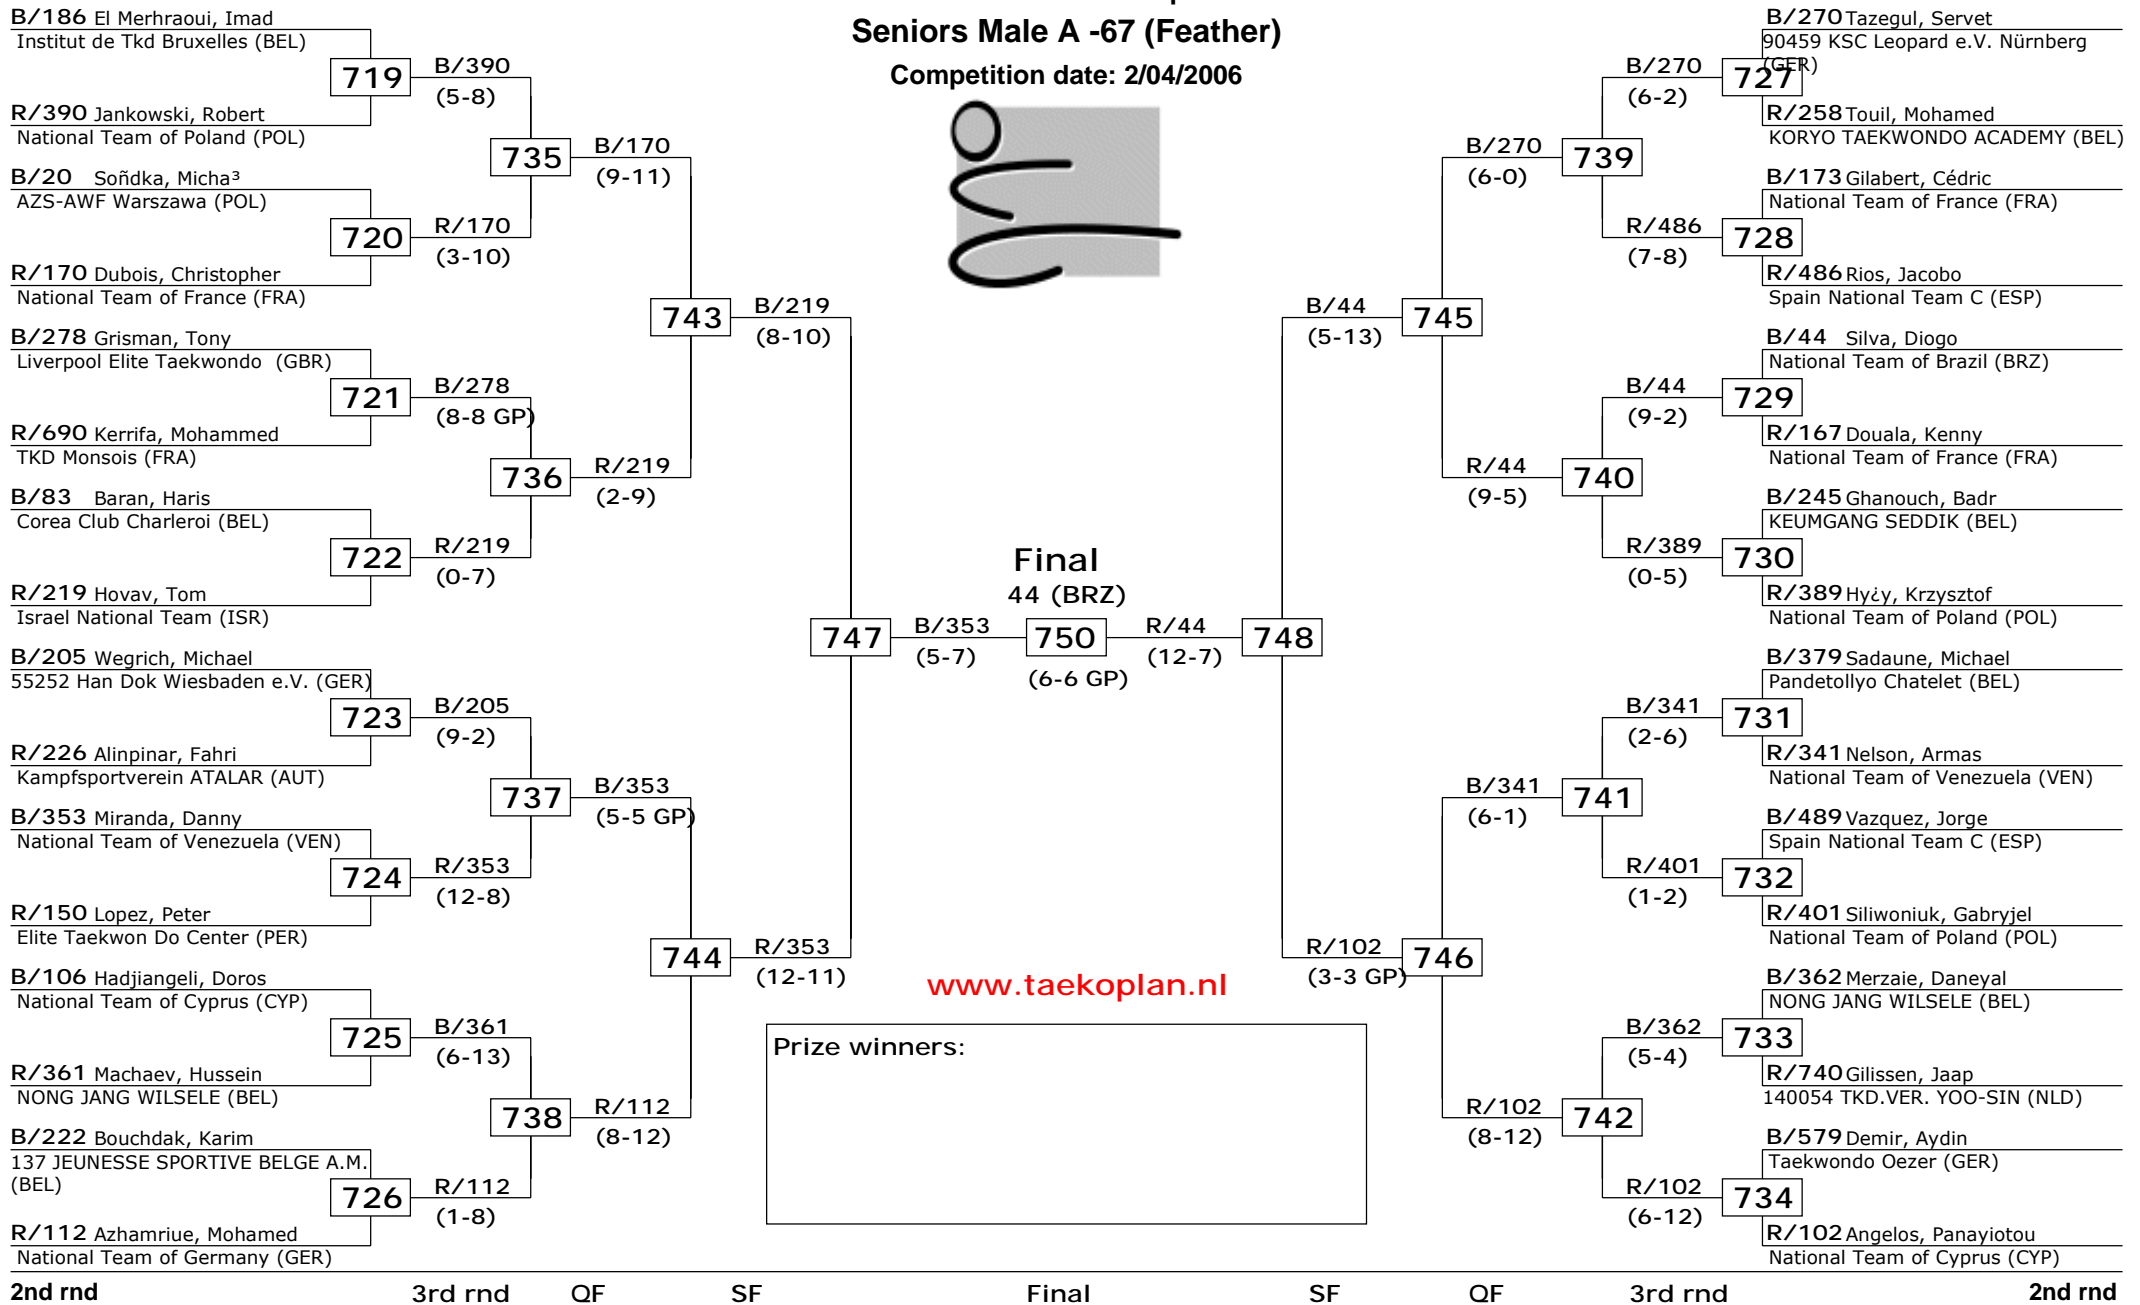 Seniors Male A -67 (Feather)
Competition date: 2/04/2006
B/186 El Merhraoui, Imad
Institut de Tkd Bruxelles (BEL)
719
R/390 Jankowski, Robert
National Team of Poland (POL)
B/20 Soñdka, Micha³
AZS-AWF Warszawa (POL)
720
R/170 Dubois, Christopher
National Team of France (FRA)
B/278 Grisman, Tony
Liverpool Elite Taekwondo (GBR)
721
R/690 Kerrifa, Mohammed
TKD Monsois (FRA)
B/83 Baran, Haris
Corea Club Charleroi (BEL)
722
R/219 Hovav, Tom
Israel National Team (ISR)
B/205 Wegrich, Michael
55252 Han Dok Wiesbaden e.V. (GER)
723
R/226 Alinpinar, Fahri
Kampfsportverein ATALAR (AUT)
B/353 Miranda, Danny
National Team of Venezuela (VEN)
724
R/150 Lopez, Peter
Elite Taekwon Do Center (PER)
B/106 Hadjiangeli, Doros
National Team of Cyprus (CYP)
725
R/361 Machaev, Hussein
NONG JANG WILSELE (BEL)
B/222 Bouchdak, Karim
137 JEUNESSE SPORTIVE BELGE A.M.
(BEL)
726
R/112 Azhamriue, Mohamed
National Team of Germany (GER)
B/390
(5-8)
735
R/170
(3-10)
B/278
(8-8 GP)
736
R/219
(0-7)
B/205
(9-2)
737
R/353
(12-8)
B/361
(6-13)
738
R/112
(1-8)
B/170
(9-11)
743
R/219
(2-9)
B/353
(5-5 GP)
744
R/112
(8-12)
B/219
(8-10)
747
R/353
(12-11)
B/353
(5-7)
Final
44 (BRZ)
750
(6-6 GP)
R/44
(12-7)
748
B/44
(5-13)
R/102
(3-3 GP)
745
746
B/270
(6-0)
R/44
(9-5)
B/341
(6-1)
R/102
(8-12)
739
740
741
742
B/270
(6-2)
R/486
(7-8)
B/44
(9-2)
R/389
(0-5)
B/341
(2-6)
R/401
(1-2)
B/362
(5-4)
R/102
(6-12)
B/270 Tazegul, Servet
90459 KSC Leopard e.V. Nürnberg
(GER)
727
R/258 Touil, Mohamed
KORYO TAEKWONDO ACADEMY (BEL)
B/173 Gilabert, Cédric
National Team of France (FRA)
728
R/486 Rios, Jacobo
Spain National Team C (ESP)
B/44 Silva, Diogo
National Team of Brazil (BRZ)
729
R/167 Douala, Kenny
National Team of France (FRA)
B/245 Ghanouch, Badr
KEUMGANG SEDDIK (BEL)
730
R/389 Hy¿y, Krzysztof
National Team of Poland (POL)
B/379 Sadaune, Michael
Pandetollyo Chatelet (BEL)
731
R/341 Nelson, Armas
National Team of Venezuela (VEN)
B/489 Vazquez, Jorge
Spain National Team C (ESP)
732
R/401 Siliwoniuk, Gabryjel
National Team of Poland (POL)
B/362 Merzaie, Daneyal
NONG JANG WILSELE (BEL)
733
R/740 Gilissen, Jaap
140054 TKD.VER. YOO-SIN (NLD)
B/579 Demir, Aydin
Taekwondo Oezer (GER)
734
R/102 Angelos, Panayiotou
National Team of Cyprus (CYP)
www.taekoplan.nl
Prize winners:
2nd rnd 3rd rnd QF SF Final SF QF 3rd rnd 2nd rnd